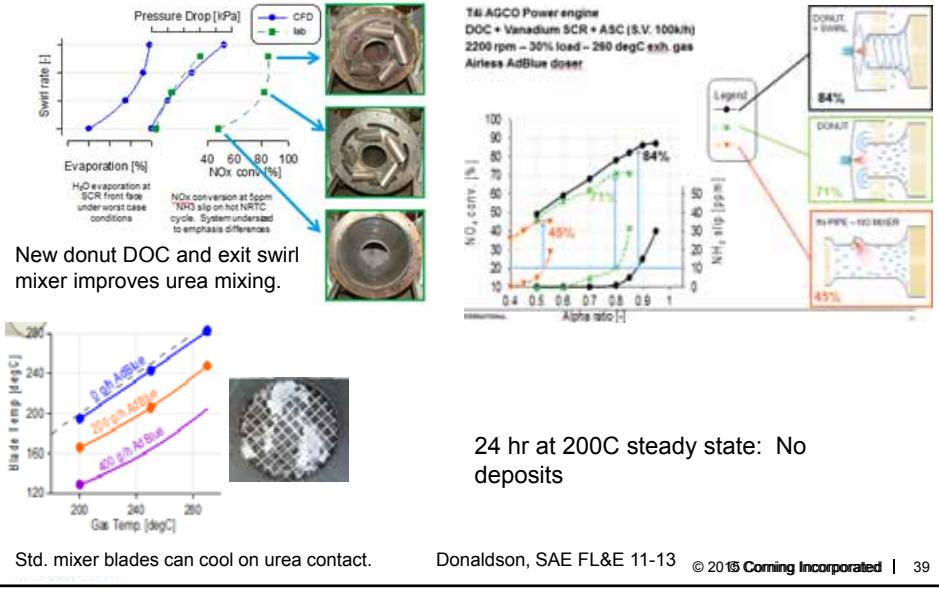 Pressure Drop [kPa]
CFD
lab
Swirl rate [-]
Evaporation [%]
40 60 80 100
NOx conv [%]
H₂O evaporation at
SCR front face
under worst case
conditions
NOx conversion at 5ppm
NH3 slip on hot NRTC
cycle. System undersized
to emphasis differences
New donut DOC and exit swirl
mixer improves urea mixing.
T4i AGCO Power engine
DOC + Vanadium SCR + ASC (S.V. 100k/h)
2200 rpm – 30% load – 260 degC exh. gas
Airless AdBlue doser
Legend
100
90
80
70
60
50
40
30
20
10
NOx conv. [%]
84%
71%
45%
50
40
30
20
10
0
NH₃ slip [ppm]
0.4 0.5 0.6 0.7 0.8 0.9 1
Alpha ratio [-]
DONUT
+ SWIRL
84%
DONUT
71%
IN-PIPE – NO MIXER
45%
280
240
200
160
120
Blade Temp [degC]
0 g/h AdBlue
200 g/h AdBlue
400 g/h Ad Blue
200 240 280
Gas Temp. [degC]
24 hr at 200C steady state: No
deposits
Std. mixer blades can cool on urea contact.
Donaldson, SAE FL&E 11-13
© 2015 Corning Incorporated
39